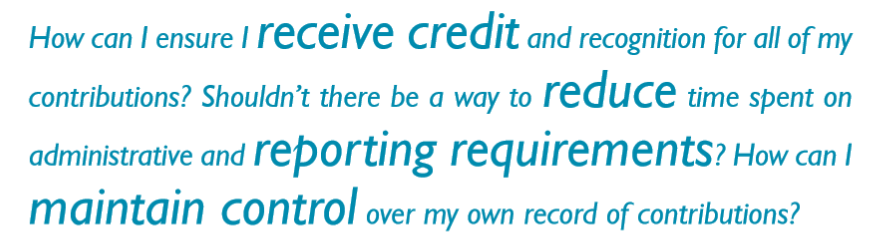 How can I ensure I receive credit and recognition for all of my
contributions? Shouldn’t there be a way to reduce time spent on
administrative and reporting requirements? How can I
maintain control over my own record of contributions?